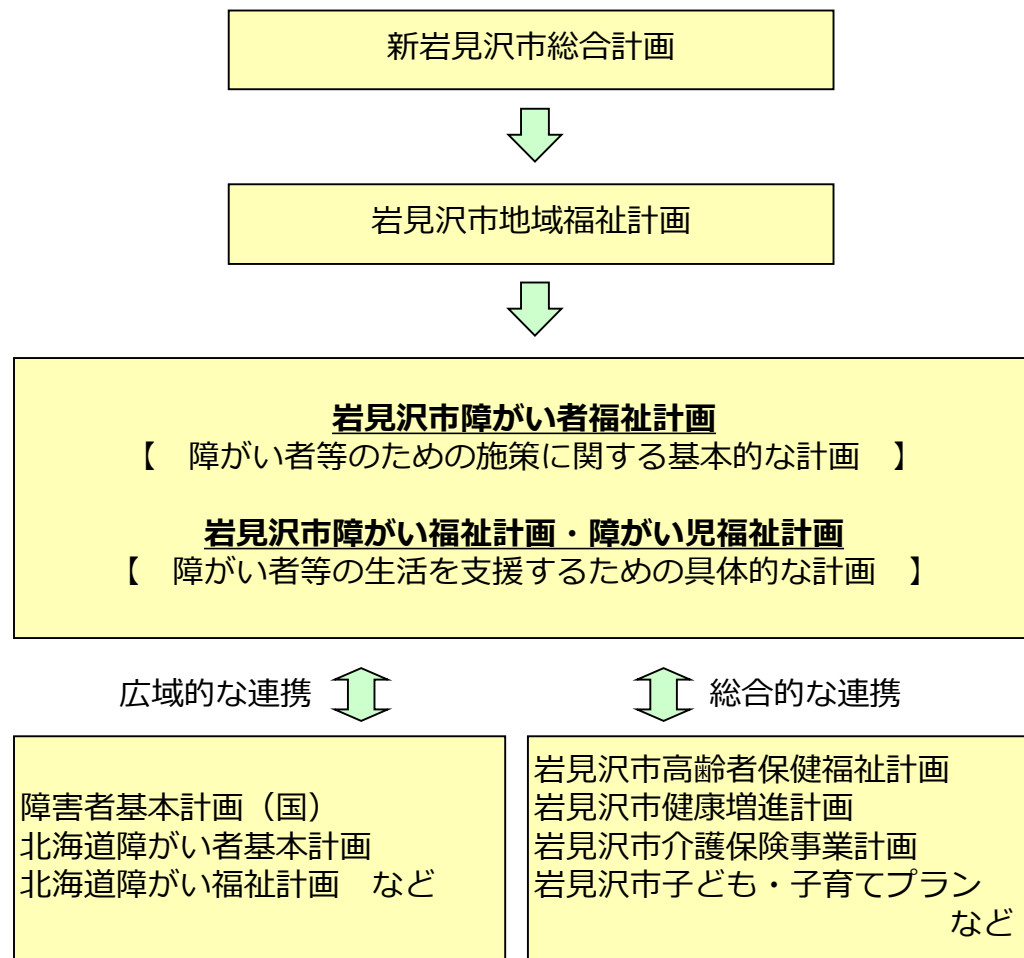 新岩見沢市総合計画
岩見沢市地域福祉計画
岩見沢市障がい者福祉計画
【　障がい者等のための施策に関する基本的な計画　】
岩見沢市障がい福祉計画・障がい児福祉計画
【　障がい者等の生活を支援するための具体的な計画　】
広域的な連携
総合的な連携
障害者基本計画（国）
北海道障がい者基本計画
北海道障がい福祉計画　など
岩見沢市高齢者保健福祉計画
岩見沢市健康増進計画
岩見沢市介護保険事業計画
岩見沢市子ども・子育てプラン
など